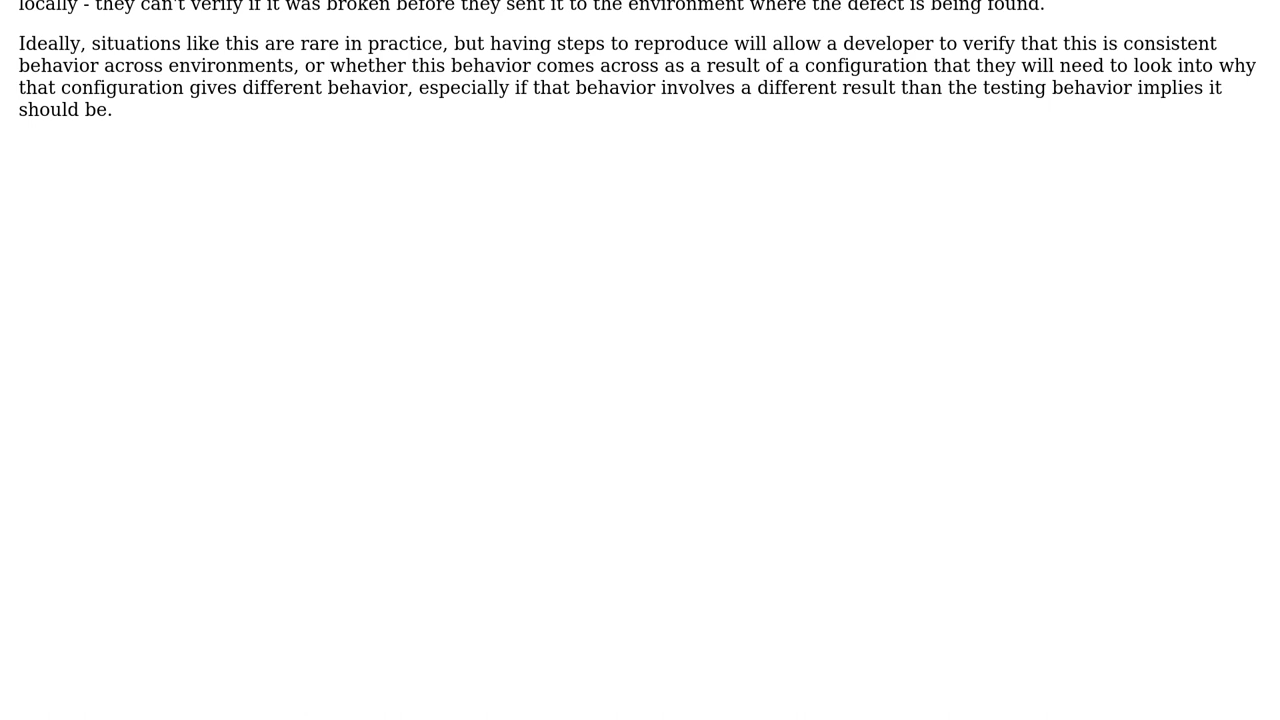 locally - they can't verify if it was broken before they sent it to the environment where the defect is being found.
Ideally, situations like this are rare in practice, but having steps to reproduce will allow a developer to verify that this is consistent
behavior across environments, or whether this behavior comes across as a result of a configuration that they will need to look into why
that configuration gives different behavior, especially if that behavior involves a different result than the testing behavior implies it
should be.